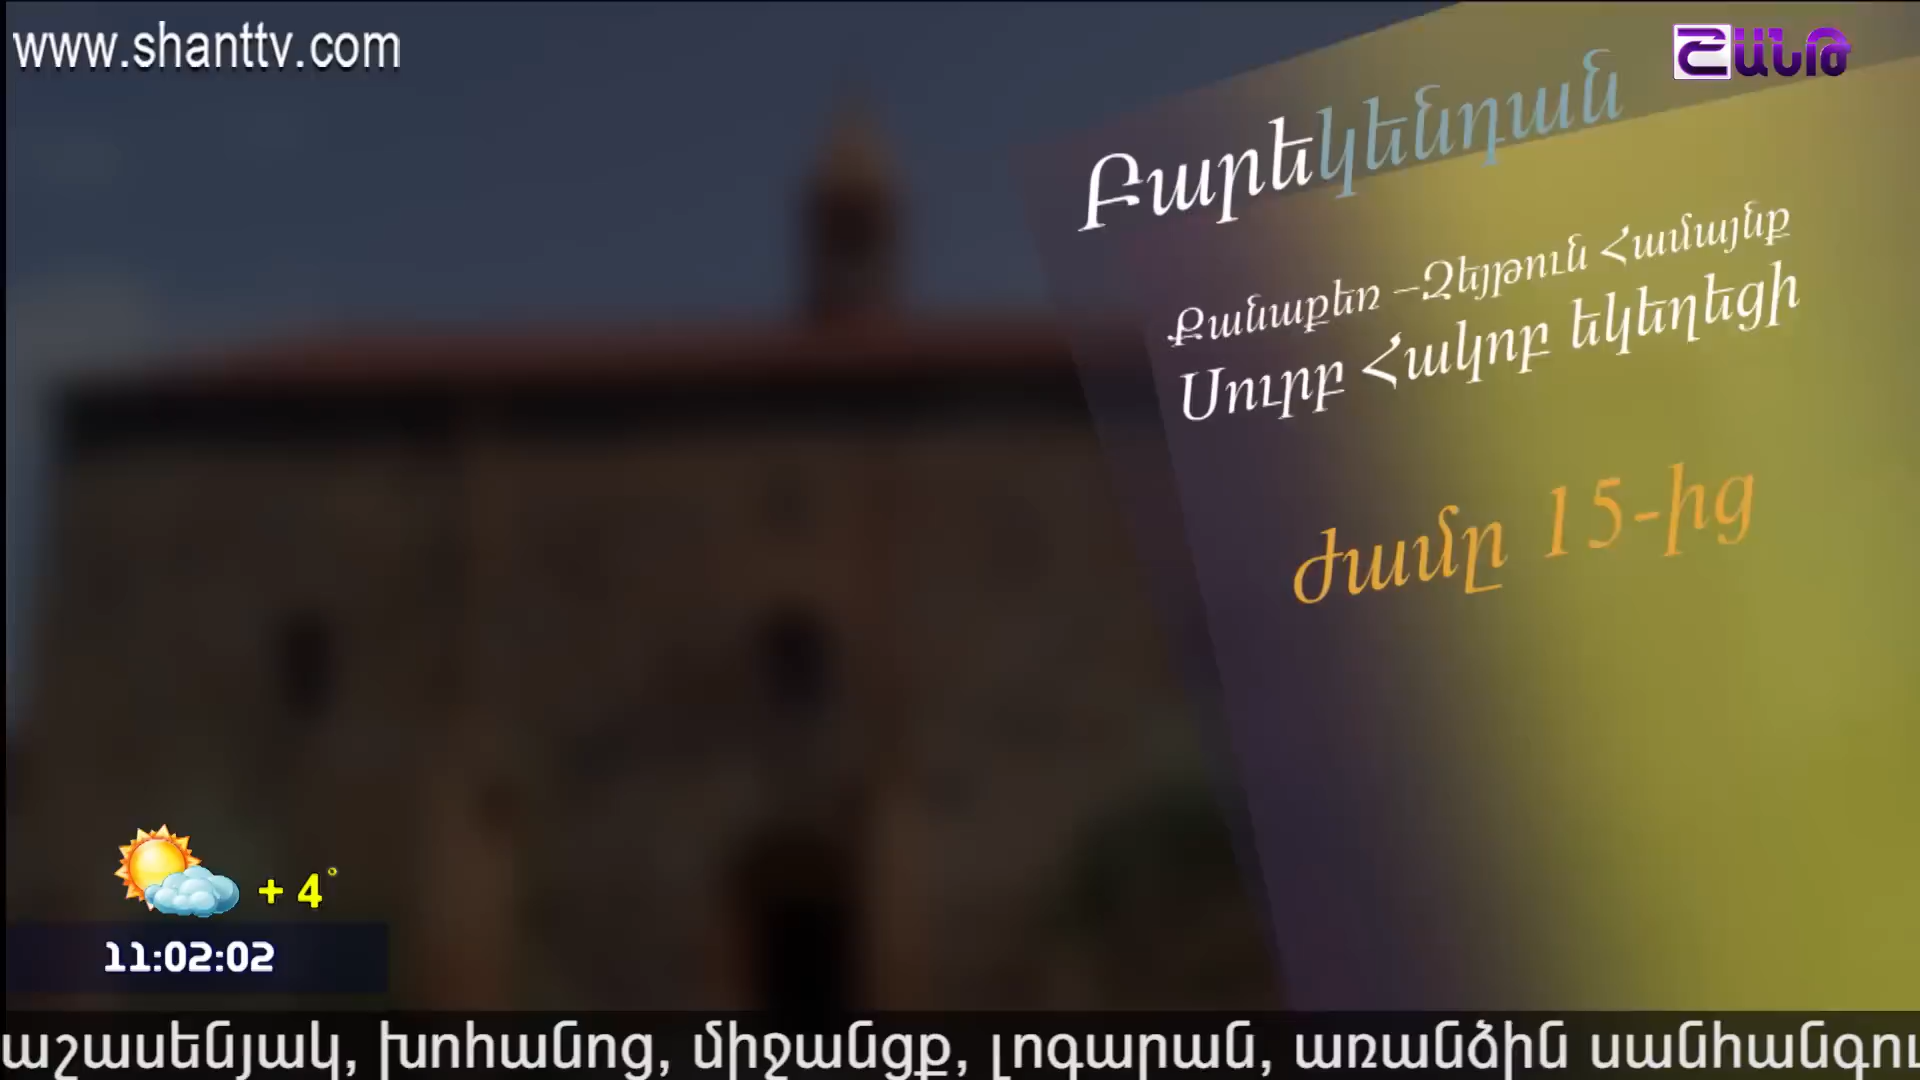 www.shanttv.com
ՇԱՆԹ
Բարեկենդան
Քանաքեռ –Զեյթուն Համայնք
Սուրբ Հակոբ եկեղեցի
ժամը 15-ից
+ 4°
11:02:02
աշասենյակ, խոհանոց, միջանցք, լոգարան, առանձին սանհանգու